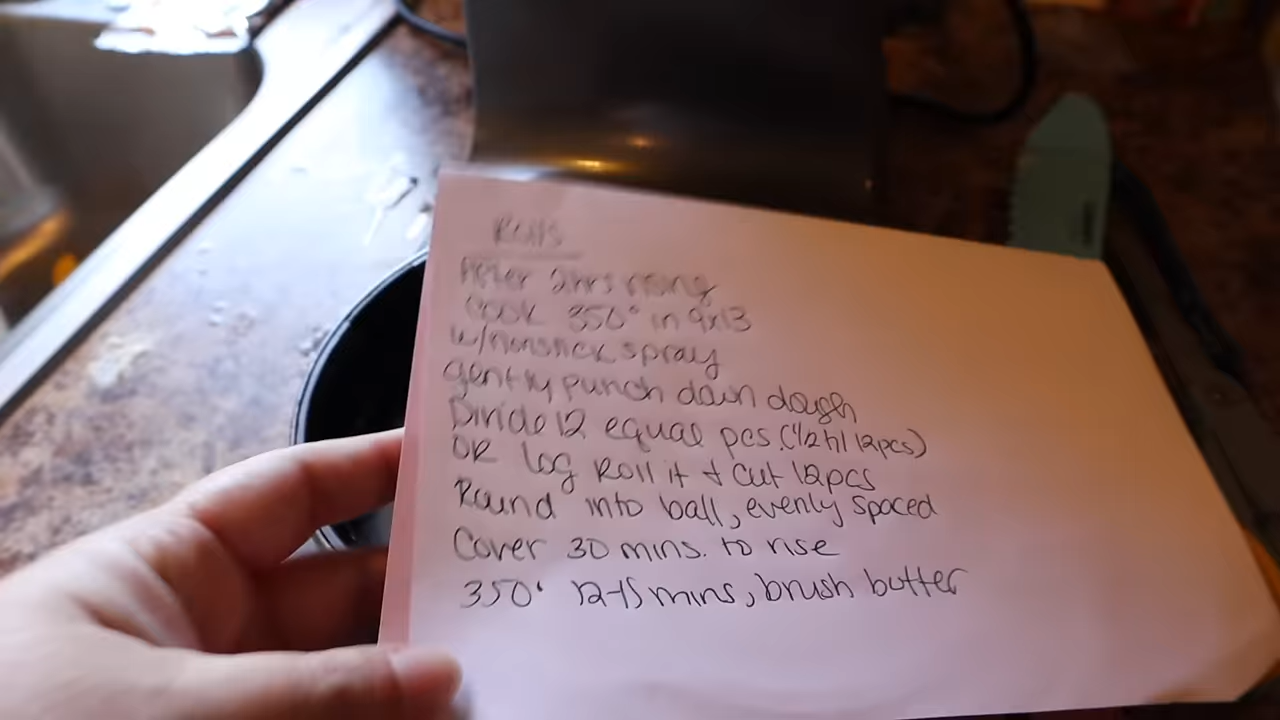 Rolls
After 2hrs rising
Cook 350° in 9x13
w/nonstick spray
gently punch down dough
Divide 12 equal pcs.(1/2h/12pcs)
OR log Roll it + cut 12pcs
Round into ball, evenly spaced
Cover 30 mins. to rise
350° 12-15 mins, brush butter